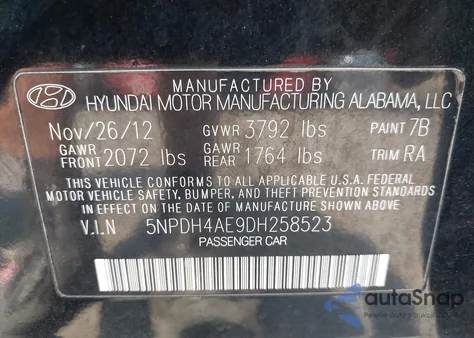 MANUFACTURED BY
HYUNDAI MOTOR MANUFACTURING ALABAMA, LLC
Nov/26/12 GVWR 3792 lbs PAINT 7B
GAWR FRONT 2072 lbs GAWR REAR 1764 lbs TRIM RA
THIS VEHICLE CONFORMS TO ALL APPLICABLE U.S.A. FEDERAL
MOTOR VEHICLE SAFETY, BUMPER, AND THEFT PREVENTION STANDARDS
IN EFFECT ON THE DATE OF MANUFACTURE SHOWN ABOVE.
V.I.N 5NPDH4AE9DH258523
PASSENGER CAR
autoSnap